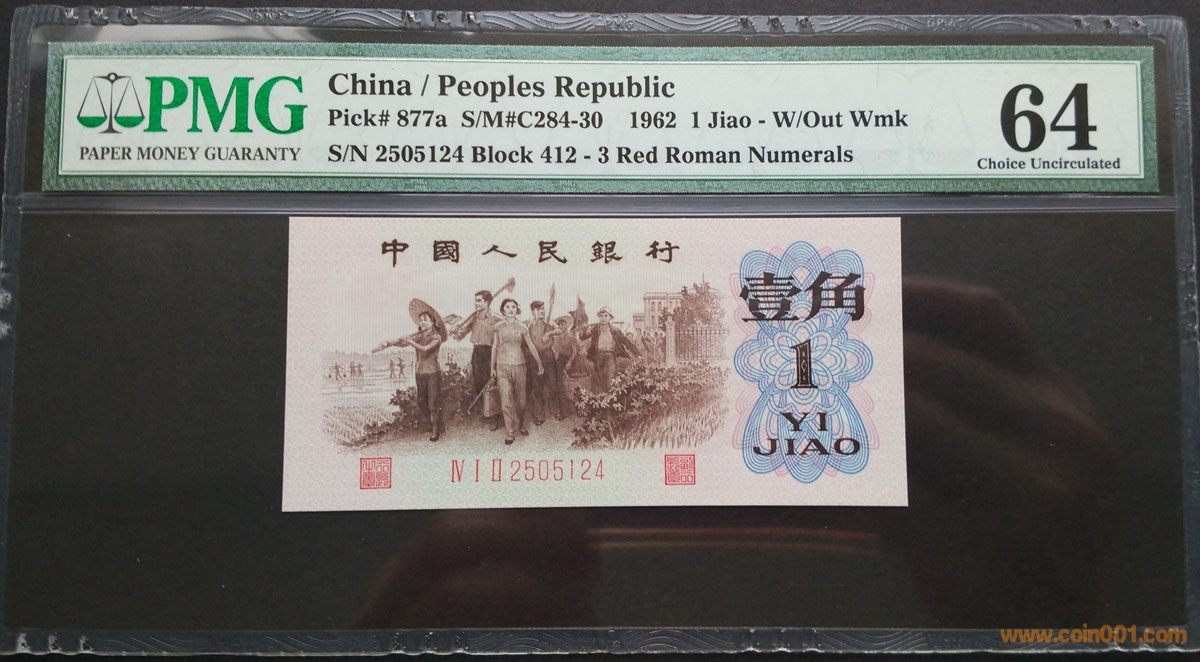 PMG
PAPER MONEY GUARANTY
China / Peoples Republic
Pick# 877a S/M#C284-30 1962 1 Jiao - W/Out Wmk
S/N 2505124 Block 412 - 3 Red Roman Numerals
64
Choice Uncirculated
中國人民銀行
壹角
1
YI
JIAO
IV I II 2505124
www.coin001.com